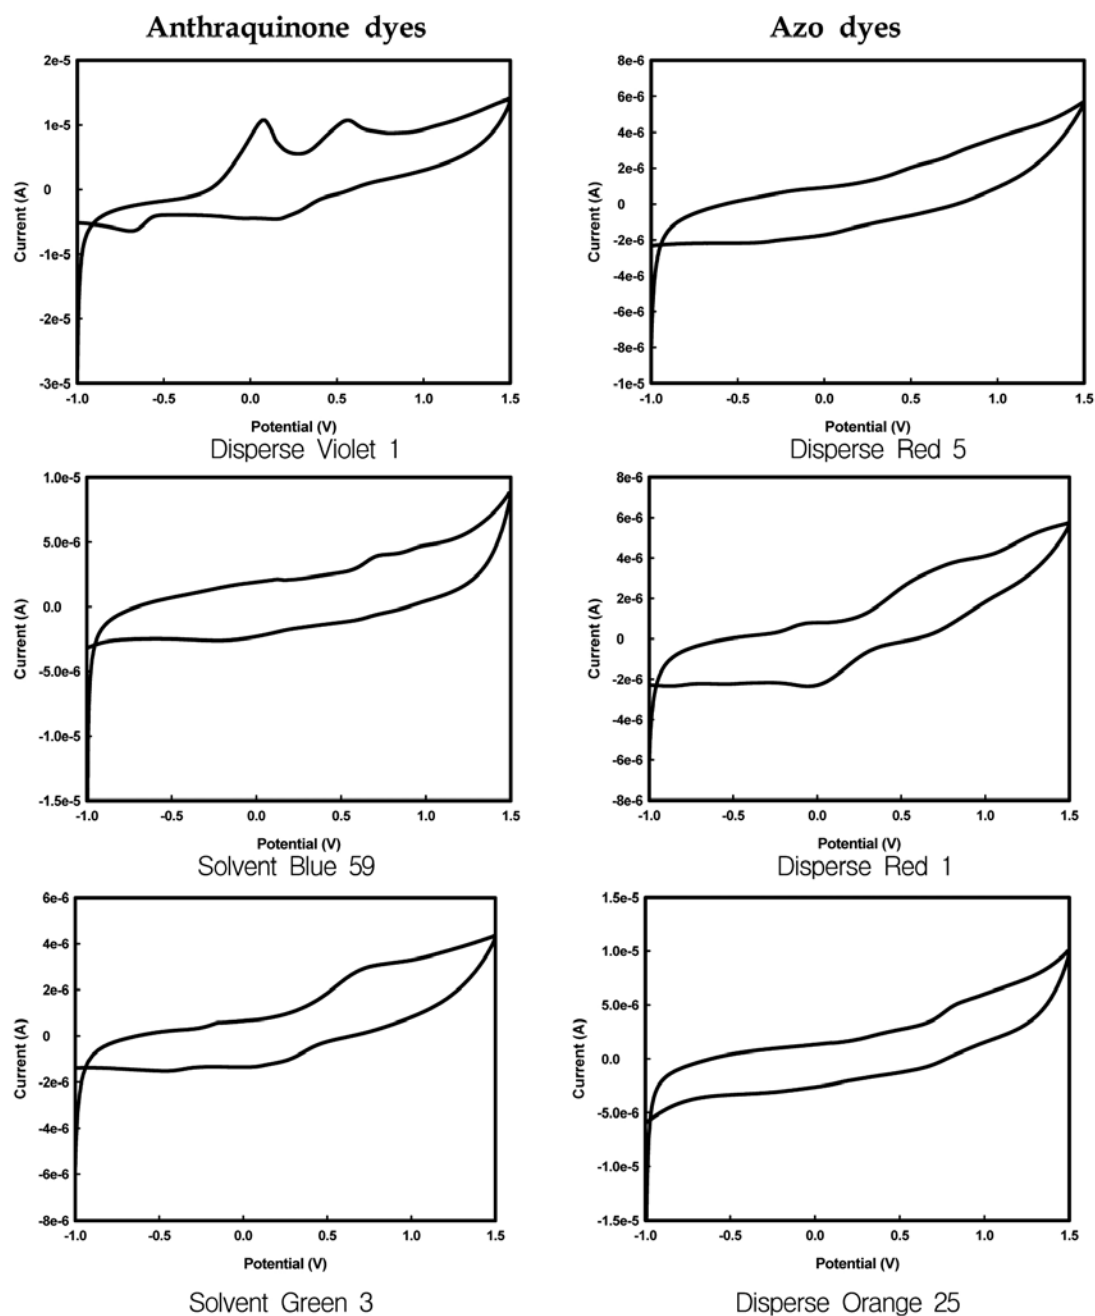 Anthraquinone dyes
Azo dyes
2e-5
1e-5
0
-1e-5
-2e-5
-3e-5
Current (A)
-1.0 -0.5 0.0 0.5 1.0 1.5
Potential (V)
Disperse Violet 1
8e-6
6e-6
4e-6
2e-6
0
-2e-6
-4e-6
-6e-6
-8e-6
-1e-5
Current (A)
-1.0 -0.5 0.0 0.5 1.0 1.5
Potential (V)
Disperse Red 5
1.0e-5
5.0e-6
0.0
-5.0e-6
-1.0e-5
-1.5e-5
Current (A)
-1.0 -0.5 0.0 0.5 1.0 1.5
Potential (V)
Solvent Blue 59
8e-6
6e-6
4e-6
2e-6
0
-2e-6
-4e-6
-6e-6
-8e-6
Current (A)
-1.0 -0.5 0.0 0.5 1.0 1.5
Potential (V)
Disperse Red 1
6e-6
4e-6
2e-6
0
-2e-6
-4e-6
-6e-6
-8e-6
Current (A)
-1.0 -0.5 0.0 0.5 1.0 1.5
Potential (V)
Solvent Green 3
1.5e-5
1.0e-5
5.0e-6
0.0
-5.0e-6
-1.0e-5
-1.5e-5
Current (A)
-1.0 -0.5 0.0 0.5 1.0 1.5
Potential (V)
Disperse Orange 25